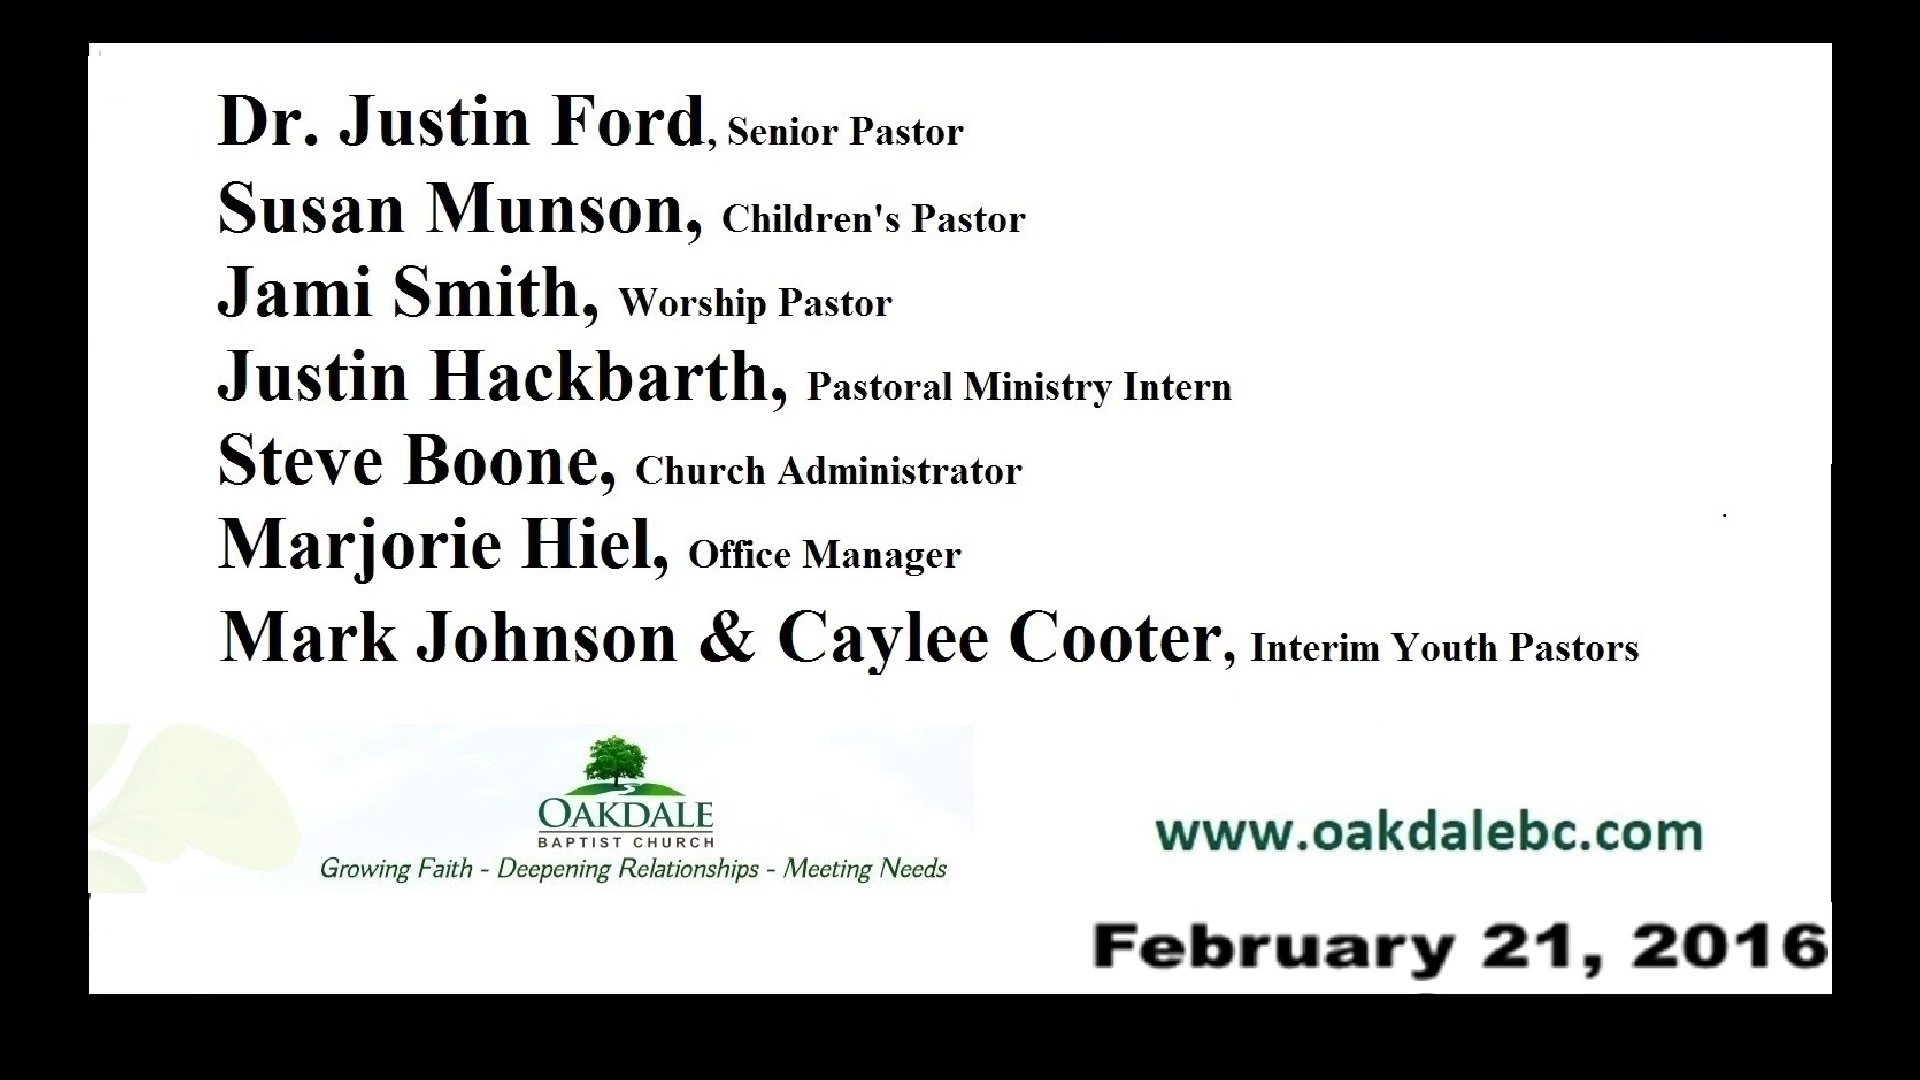 Dr. Justin Ford, Senior Pastor
Susan Munson, Children's Pastor
Jami Smith, Worship Pastor
Justin Hackbarth, Pastoral Ministry Intern
Steve Boone, Church Administrator
Marjorie Hiel, Office Manager
Mark Johnson & Caylee Cooter, Interim Youth Pastors
OAKDALE
BAPTIST CHURCH
Growing Faith - Deepening Relationships - Meeting Needs
www.oakdalebc.com
February 21, 2016